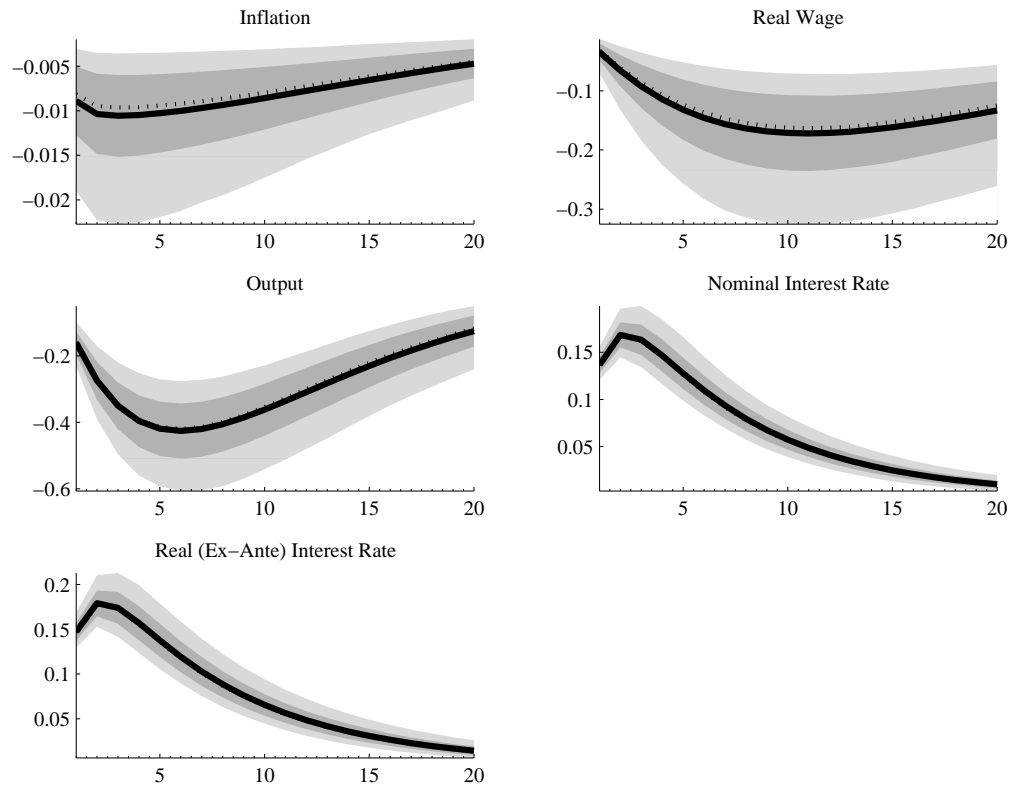 Inflation
−0.005
−0.01
−0.015
−0.02
5 10 15 20
Real Wage
−0.1
−0.2
−0.3
5 10 15 20
Output
−0.2
−0.4
−0.6
5 10 15 20
Nominal Interest Rate
0.15
0.1
0.05
5 10 15 20
Real (Ex−Ante) Interest Rate
0.2
0.15
0.1
0.05
5 10 15 20